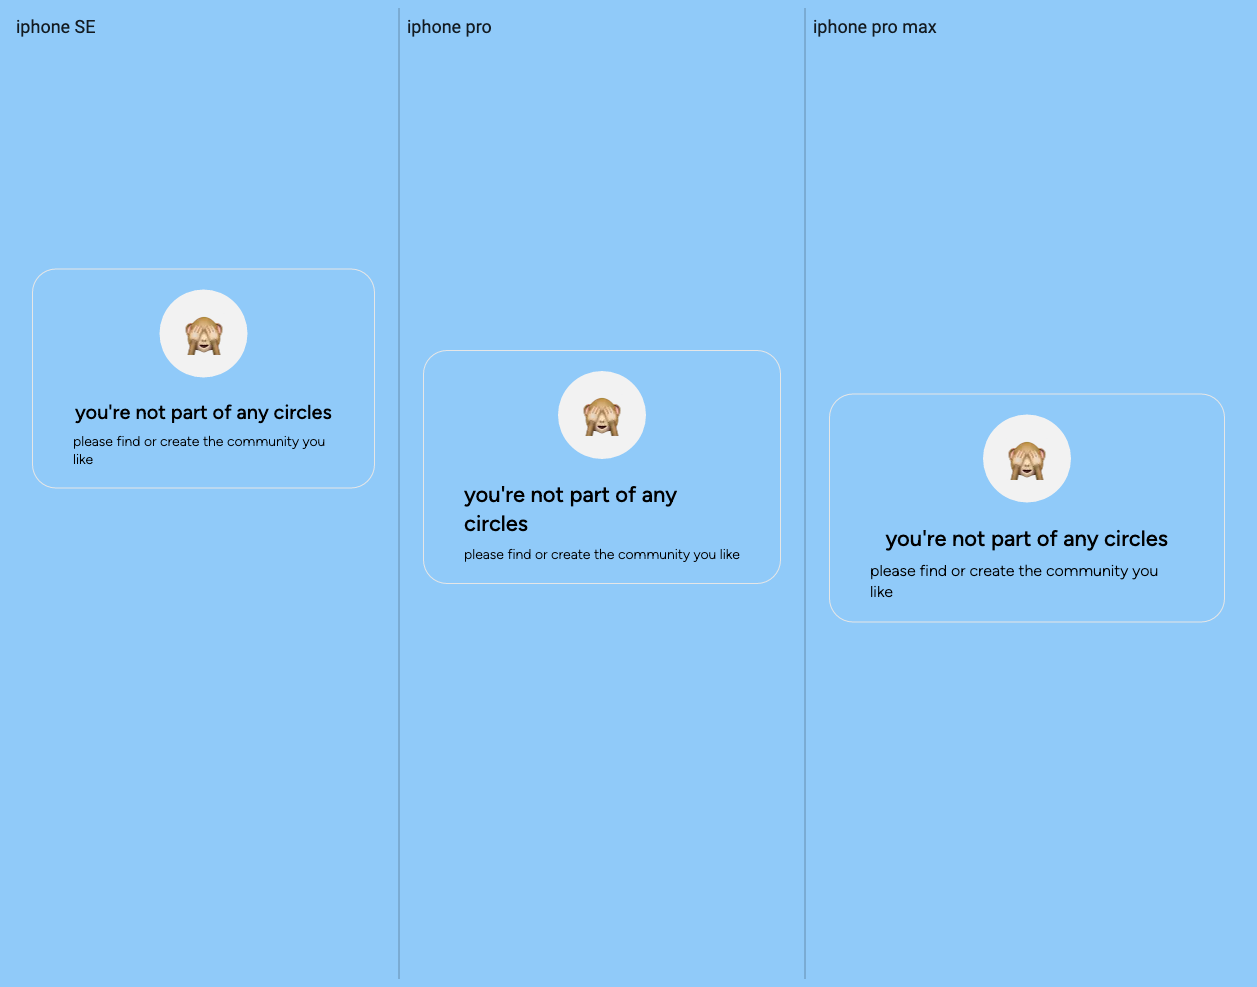 iphone SE
you're not part of any circles
please find or create the community you
like
iphone pro
you're not part of any
circles
please find or create the community you like
iphone pro max
you're not part of any circles
please find or create the community you
like